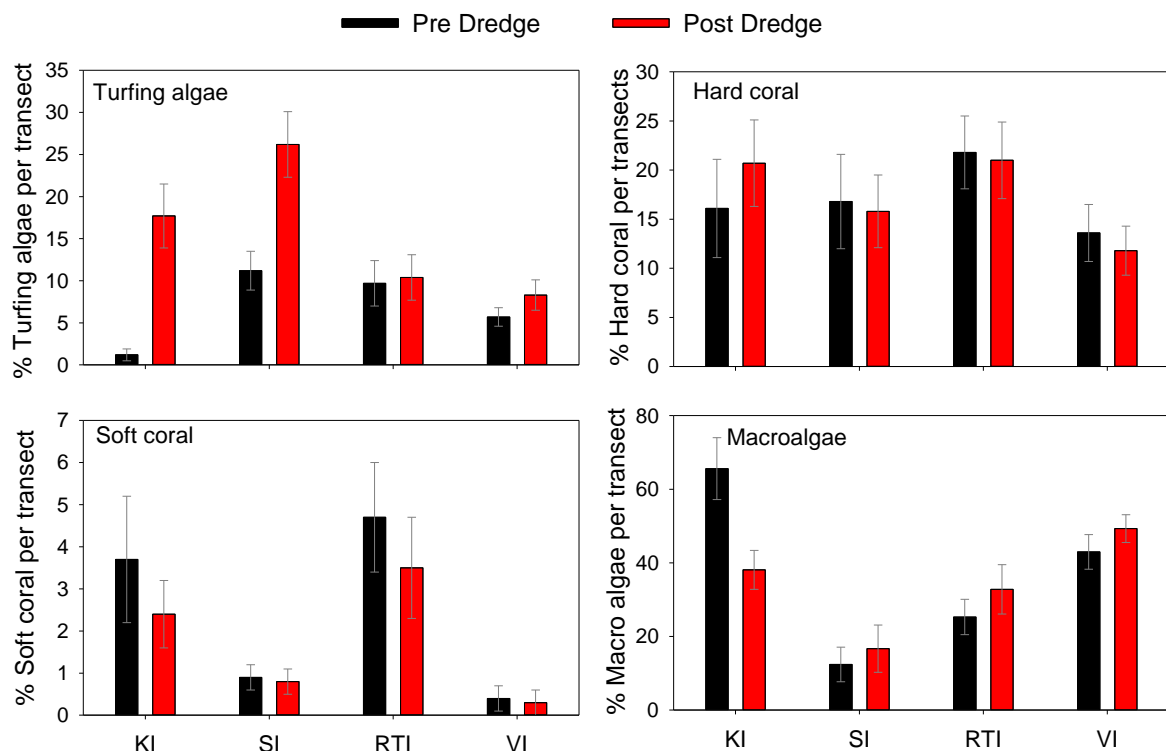 Pre Dredge Post Dredge
Turfing algae
% Turfing algae per transect
35
30
25
20
15
10
5
0
Hard coral
% Hard coral per transects
30
25
20
15
10
5
0
Soft coral
% Soft coral per transect
7
6
5
4
3
2
1
0
KI SI RTI VI
Macroalgae
% Macro algae per transect
80
60
40
20
0
KI SI RTI VI